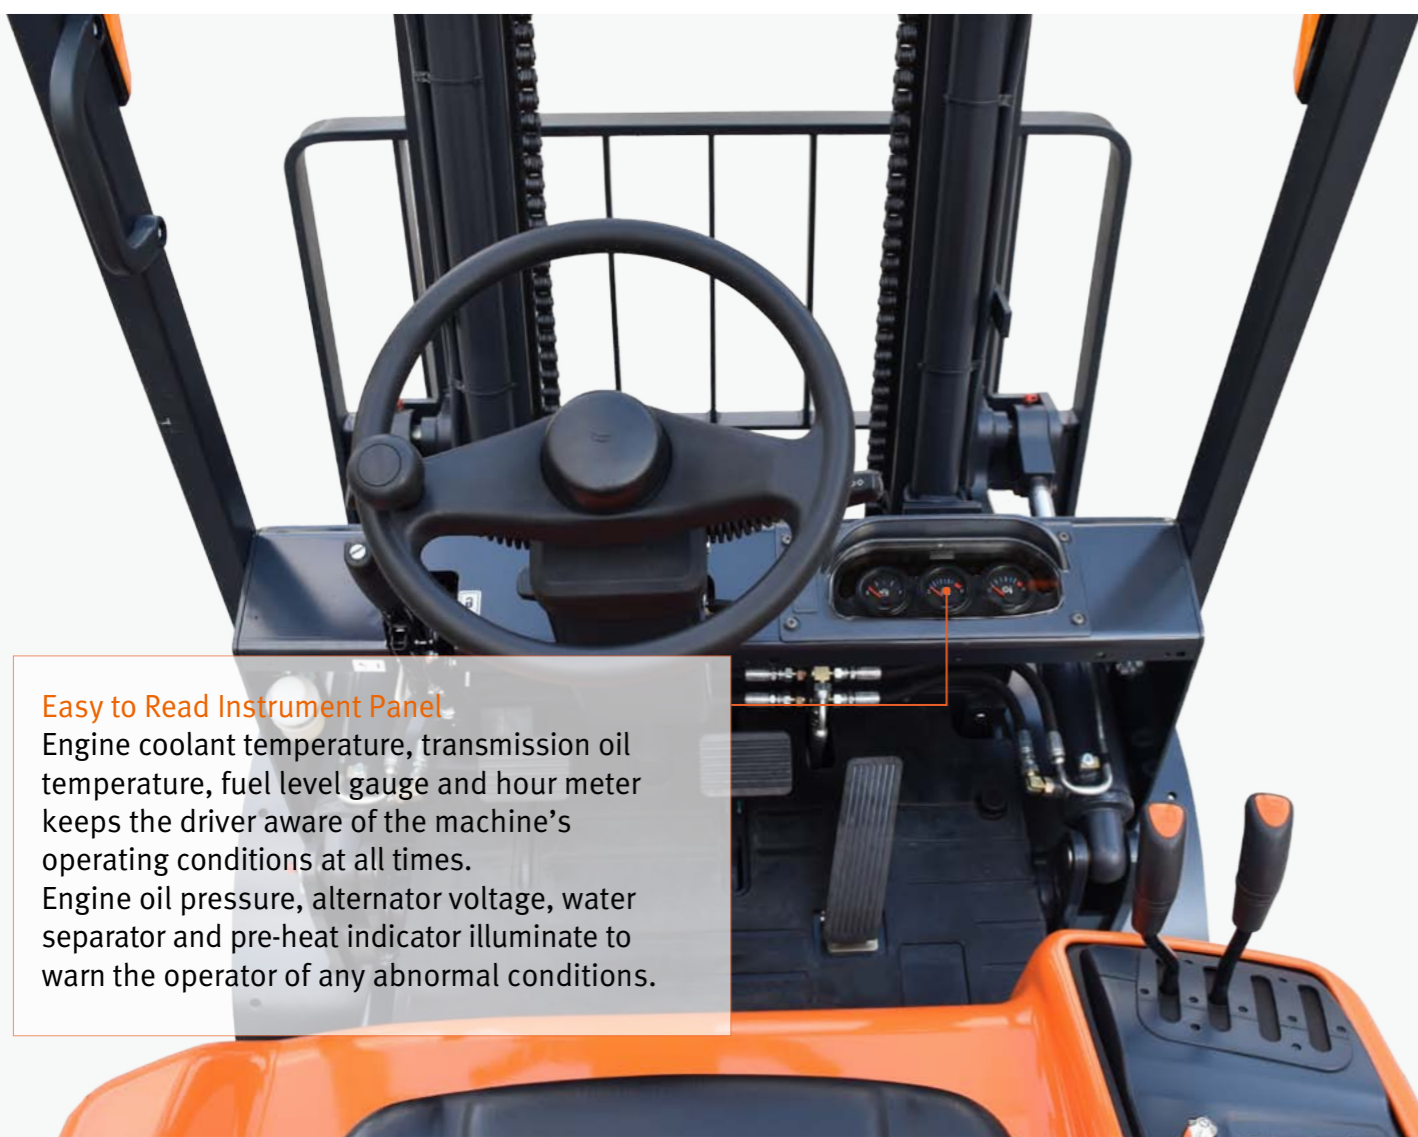 Easy to Read Instrument Panel
Engine coolant temperature, transmission oil
temperature, fuel level gauge and hour meter
keeps the driver aware of the machine’s
operating conditions at all times.
Engine oil pressure, alternator voltage, water
separator and pre-heat indicator illuminate to
warn the operator of any abnormal conditions.